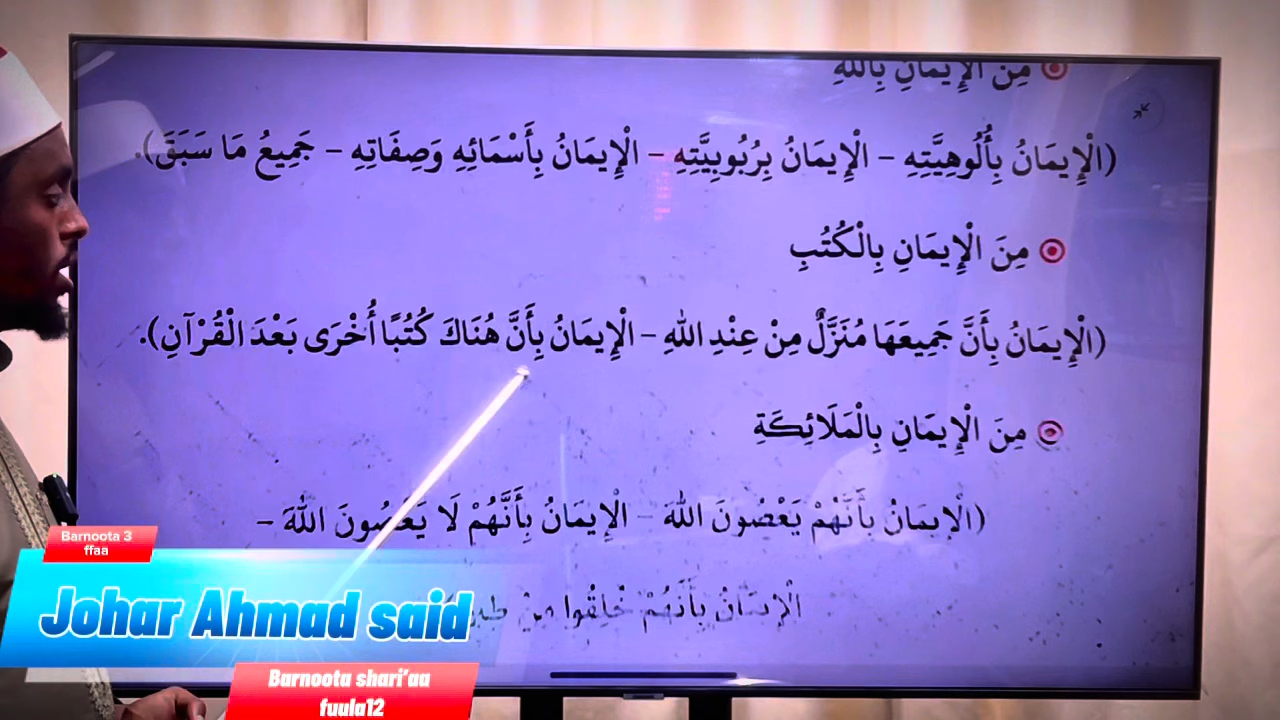 مِنَ الْإِيمَانِ بِاللهِ
(الْإِيمَانُ بِأُلُوهِيَّتِهِ – الْإِيمَانُ بِرُبُوبِيَّتِهِ – الْإِيمَانُ بِأَسْمَائِهِ وَصِفَاتِهِ – جَمِيعُ مَا سَبَقَ).
مِنَ الْإِيمَانِ بِالْكُتُبِ
(الْإِيمَانُ بِأَنَّ جَمِيعَهَا مُنَزَّلٌ مِنْ عِنْدِ اللهِ – الْإِيمَانُ بِأَنَّ هُنَاكَ كُتُبًا أُخْرَى بَعْدَ الْقُرْآنِ).
مِنَ الْإِيمَانِ بِالْمَلَائِكَةِ
(الْإِيمَانُ بِأَنَّهُمْ يَعْصُونَ اللهَ – الْإِيمَانُ بِأَنَّهُمْ لَا يَعْصُونَ اللهَ –
الْإِيمَانُ بِأَنَّهُمْ خُلِقُوا مِنْ
Barnoota 3
ffaa
Johar Ahmad said
Barnoota shari'aa
fuula12